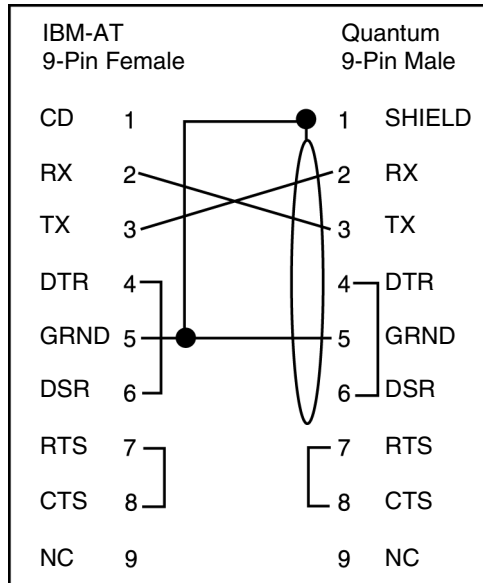 IBM-AT Quantum
9-Pin Female 9-Pin Male
CD 1 1 SHIELD
RX 2 2 RX
TX 3 3 TX
DTR 4 4 DTR
GRND 5 5 GRND
DSR 6 6 DSR
RTS 7 7 RTS
CTS 8 8 CTS
NC 9 9 NC